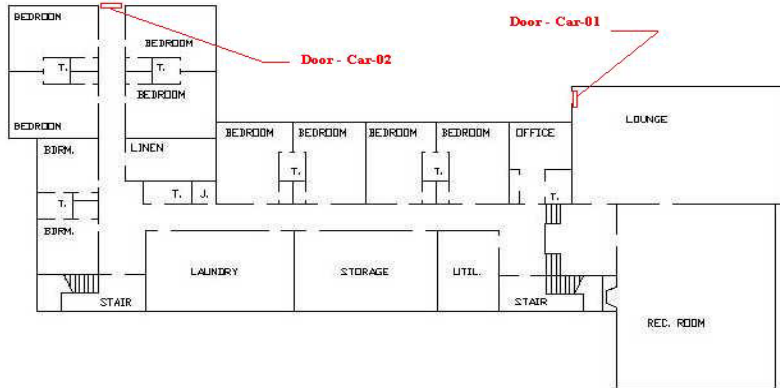 BEDROOM
Door - Car-01
BEDROOM
Door - Car-02
T.
T.
BEDROOM
LOUNGE
BEDROOM
BEDROOM
BEDROOM
BEDROOM
BEDROOM
OFFICE
BDRM.
LINEN
T.
T.
T.
J.
T.
T.
BDRM.
LAUNDRY
STORAGE
UTIL.
STAIR
STAIR
REC. ROOM